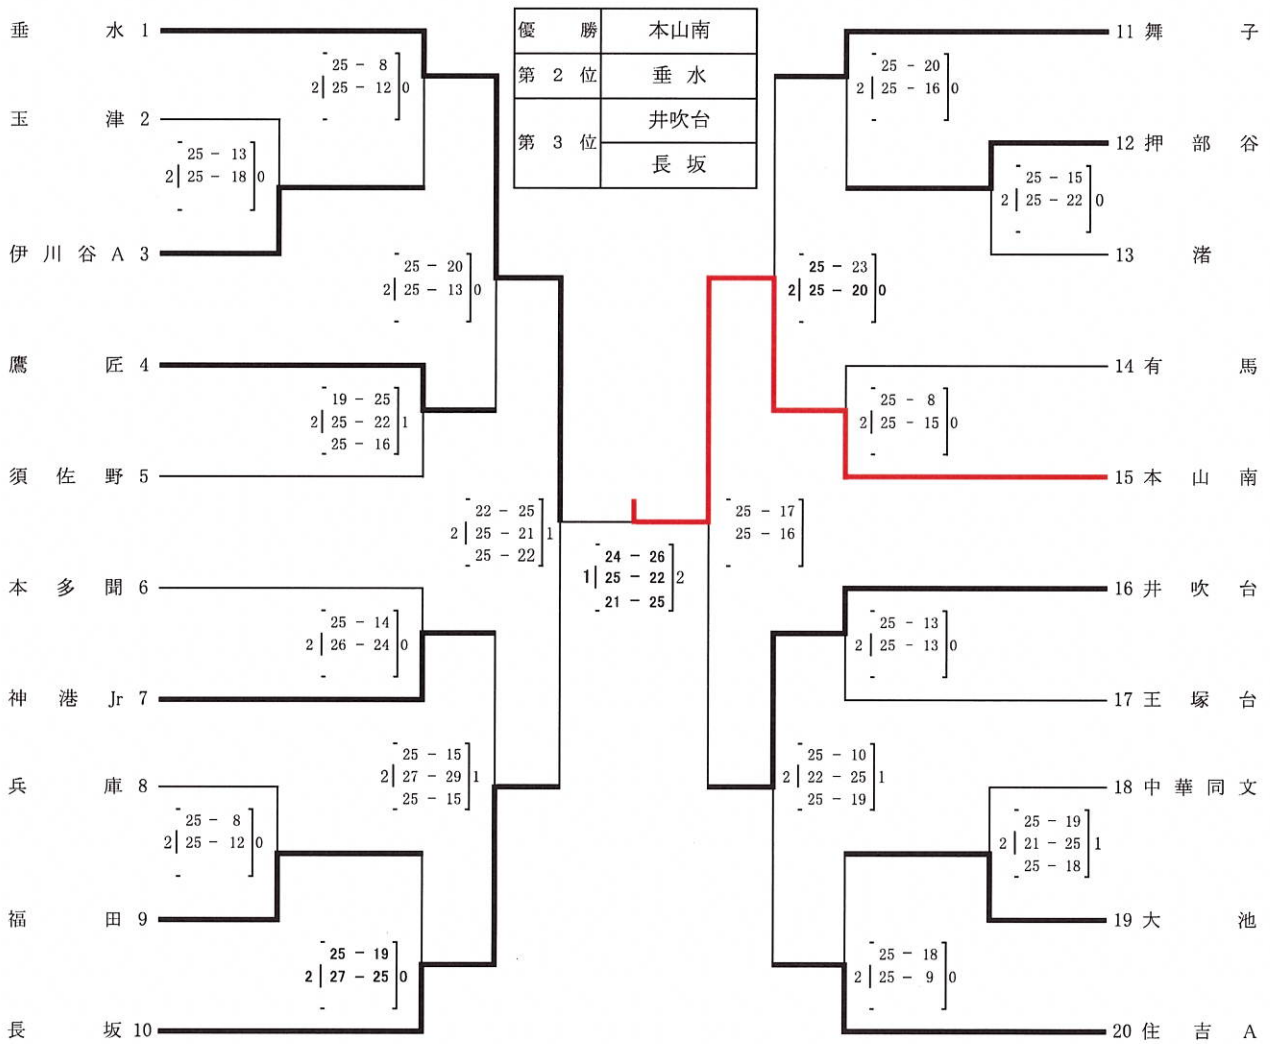 優勝 本山南
第2位 垂水
第3位 井吹台
長坂
垂水 1
25 - 8
2 25 - 12 0
-
玉津 2
25 - 13
2 25 - 18 0
-
伊川谷A 3
25 - 20
2 25 - 13 0
-
鷹匠 4
19 - 25
2 25 - 22 1
25 - 16
須佐野 5
22 - 25
2 25 - 21 1
25 - 22
本多聞 6
25 - 14
2 26 - 24 0
-
神港Jr 7
25 - 15
2 27 - 29 1
25 - 15
兵庫 8
25 - 8
2 25 - 12 0
-
福田 9
25 - 19
2 27 - 25 0
-
長坂 10
24 - 26
1 25 - 22 2
21 - 25
11 舞子
25 - 20
2 25 - 16 0
-
12 押部谷
25 - 15
2 25 - 22 0
-
13 渚
25 - 23
2 25 - 20 0
-
14 有馬
25 - 8
2 25 - 15 0
-
15 本山南
25 - 17
25 - 16
16 井吹台
25 - 13
2 25 - 13 0
-
17 王塚台
25 - 10
2 22 - 25 1
25 - 19
18 中華同文
25 - 19
2 21 - 25 1
25 - 18
19 大池
25 - 18
2 25 - 9 0
-
20 住吉A